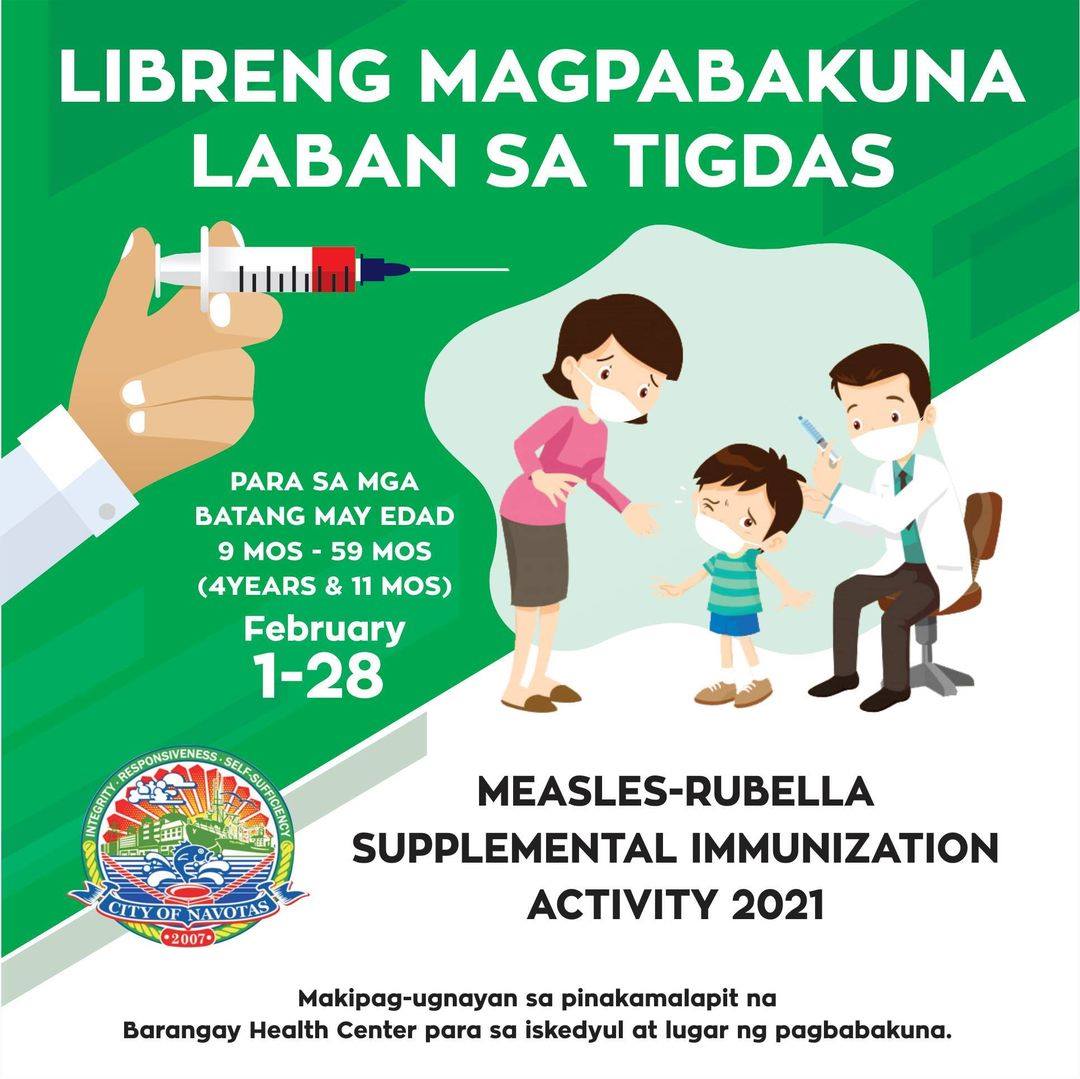 LIBRENG MAGPABAKUNA
LABAN SA TIGDAS
PARA SA MGA
BATANG MAY EDAD
9 MOS - 59 MOS
(4YEARS & 11 MOS)
February
1-28
INTEGRITY · RESPONSIVENESS · SELF-SUFFICIENCY
CITY OF NAVOTAS
2007
MEASLES-RUBELLA
SUPPLEMENTAL IMMUNIZATION
ACTIVITY 2021
Makipag-ugnayan sa pinakamalapit na
Barangay Health Center para sa iskedyul at lugar ng pagbabakuna.